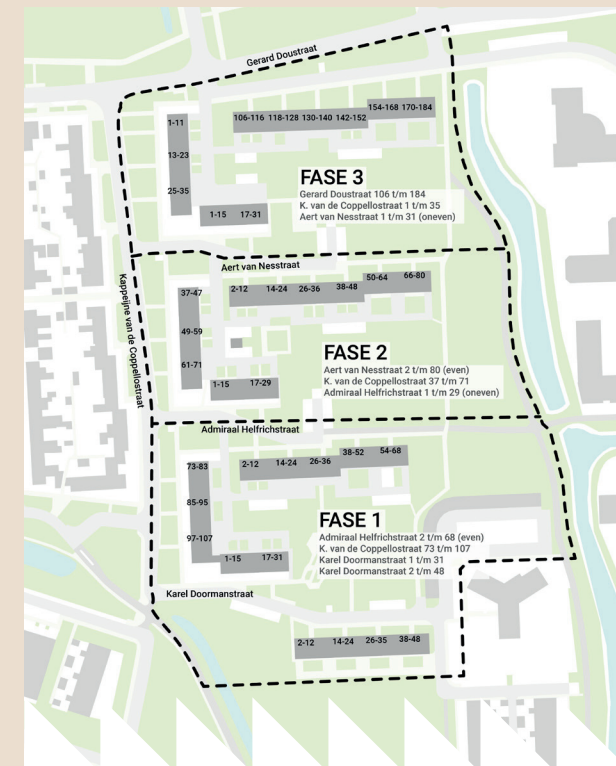 Gerard Doustraat
1-11
13-23
25-35
106-116 118-128 130-140 142-152
154-168 170-184
1-15 17-31
FASE 3
Gerard Doustraat 106 t/m 184
K. van de Coppellostraat 1 t/m 35
Aert van Nesstraat 1 t/m 31 (oneven)
Aert van Nesstraat
Kappeijne van de Coppellostraat
37-47
49-59
61-71
2-12 14-24 26-36 38-48
50-64 66-80
1-15 17-29
FASE 2
Aert van Nesstraat 2 t/m 80 (even)
K. van de Coppellostraat 37 t/m 71
Admiraal Helfrichstraat 1 t/m 29 (oneven)
Admiraal Helfrichstraat
73-83
85-95
97-107
2-12 14-24 26-36
38-52 54-68
1-15 17-31
FASE 1
Admiraal Helfrichstraat 2 t/m 68 (even)
K. van de Coppellostraat 73 t/m 107
Karel Doormanstraat 1 t/m 31
Karel Doormanstraat 2 t/m 48
Karel Doormanstraat
2-12 14-24 26-35 38-48